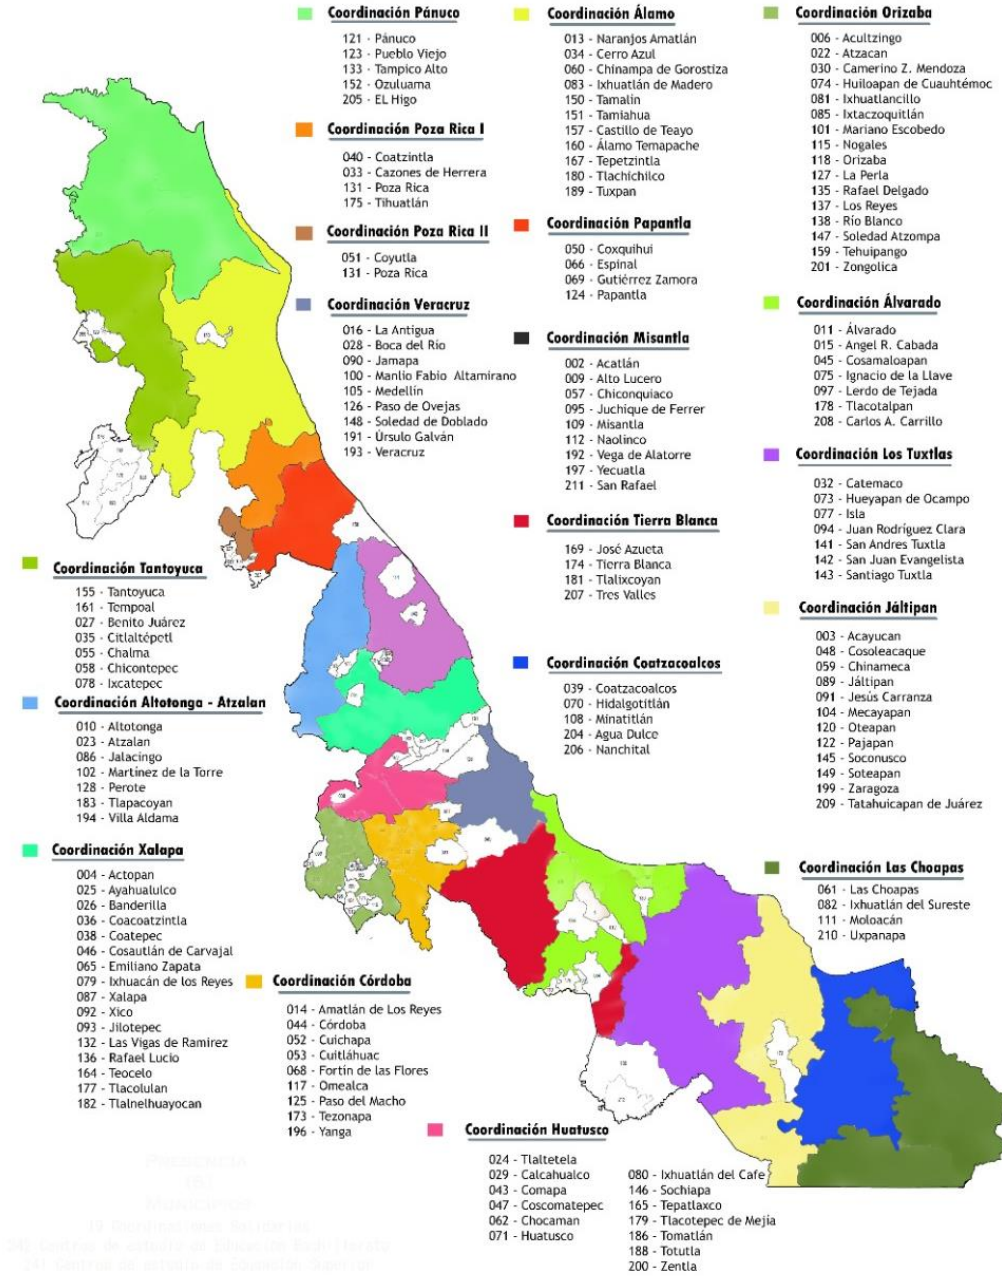 Coordinación Pánuco
121 - Pánuco
123 - Pueblo Viejo
133 - Tampico Alto
152 - Ozuluama
205 - EL Higo
Coordinación Poza Rica I
040 - Coatzintla
033 - Cazones de Herrera
131 - Poza Rica
175 - Tihuatlán
Coordinación Poza Rica II
051 - Coyutla
131 - Poza Rica
Coordinación Veracruz
016 - La Antigua
028 - Boca del Río
090 - Jamapa
100 - Manlio Fabio Altamirano
105 - Medellín
126 - Paso de Ovejas
148 - Soledad de Doblado
191 - Úrsulo Galván
193 - Veracruz
Coordinación Álamo
013 - Naranjos Amatlán
034 - Cerro Azul
060 - Chinampa de Gorostiza
083 - Ixhuatlán de Madero
150 - Tamalin
151 - Tamiahua
157 - Castillo de Teayo
160 - Álamo Temapache
167 - Tepetzintla
180 - Tlachichilco
189 - Tuxpan
Coordinación Papantla
050 - Coxquihui
066 - Espinal
069 - Gutiérrez Zamora
124 - Papantla
Coordinación Misantla
002 - Acatlán
009 - Alto Lucero
057 - Chiconquiaco
095 - Juchique de Ferrer
109 - Misantla
112 - Naolinco
192 - Vega de Alatorre
197 - Yecuatla
211 - San Rafael
Coordinación Tierra Blanca
169 - José Azueta
174 - Tierra Blanca
181 - Tlalixcoyan
207 - Tres Valles
Coordinación Coatzacoalcos
039 - Coatzacoalcos
070 - Hidalgotitlán
108 - Minatitlán
204 - Agua Dulce
206 - Nanchital
Coordinación Orizaba
006 - Acultzingo
022 - Atzacan
030 - Camerino Z. Mendoza
074 - Huiloapan de Cuauhtémoc
081 - Ixhuatlancillo
085 - Ixtaczoquitlán
101 - Mariano Escobedo
115 - Nogales
118 - Orizaba
127 - La Perla
135 - Rafael Delgado
137 - Los Reyes
138 - Río Blanco
147 - Soledad Atzompa
159 - Tehuipango
201 - Zongolica
Coordinación Álvarado
011 - Álvarado
015 - Angel R. Cabada
045 - Cosamaloapan
075 - Ignacio de la Llave
097 - Lerdo de Tejada
178 - Tlacotalpan
208 - Carlos A. Carrillo
Coordinación Los Tuxtlas
032 - Catemaco
073 - Hueyapan de Ocampo
077 - Isla
094 - Juan Rodríguez Clara
141 - San Andres Tuxtla
142 - San Juan Evangelista
143 - Santiago Tuxtla
Coordinación Jáltipan
003 - Acayucan
048 - Cosoleacaque
059 - Chinameca
089 - Jáltipan
091 - Jesús Carranza
104 - Mecayapan
120 - Oteapan
122 - Pajapan
145 - Soconusco
149 - Soteapan
199 - Zaragoza
209 - Tatahuicapan de Juárez
Coordinación Las Choapas
061 - Las Choapas
082 - Ixhuatlán del Sureste
111 - Moloacán
210 - Uxpanapa
Coordinación Tantoyuca
155 - Tantoyuca
161 - Tempoal
027 - Benito Juárez
035 - Citlaltépetl
055 - Chalma
058 - Chicontepec
078 - Ixcatepec
Coordinación Altotonga - Atzalan
010 - Altotonga
023 - Atzalan
086 - Jalacingo
102 - Martínez de la Torre
128 - Perote
183 - Tlapacoyan
194 - Villa Aldama
Coordinación Xalapa
004 - Actopan
025 - Ayahualulco
026 - Banderilla
036 - Coacoatzintla
038 - Coatepec
046 - Cosautlán de Carvajal
065 - Emiliano Zapata
079 - Ixhuacán de los Reyes
087 - Xalapa
092 - Xico
093 - Jilotepec
132 - Las Vigas de Ramirez
136 - Rafael Lucio
164 - Teocelo
177 - Tlacolulan
182 - Tlalnelhuayocan
Coordinación Córdoba
014 - Amatlán de Los Reyes
044 - Córdoba
052 - Cuichapa
053 - Cuitláhuac
068 - Fortín de las Flores
117 - Omealca
125 - Paso del Macho
173 - Tezonapa
196 - Yanga
Coordinación Huatusco
024 - Tlaltetela
029 - Calcahualco
043 - Comapa
047 - Coscomatepec
062 - Chocaman
071 - Huatusco
080 - Ixhuatlán del Cafe
146 - Sochiapa
165 - Tepatlaxco
179 - Tlacotepec de Mejía
186 - Tomatlán
188 - Totutla
200 - Zentla